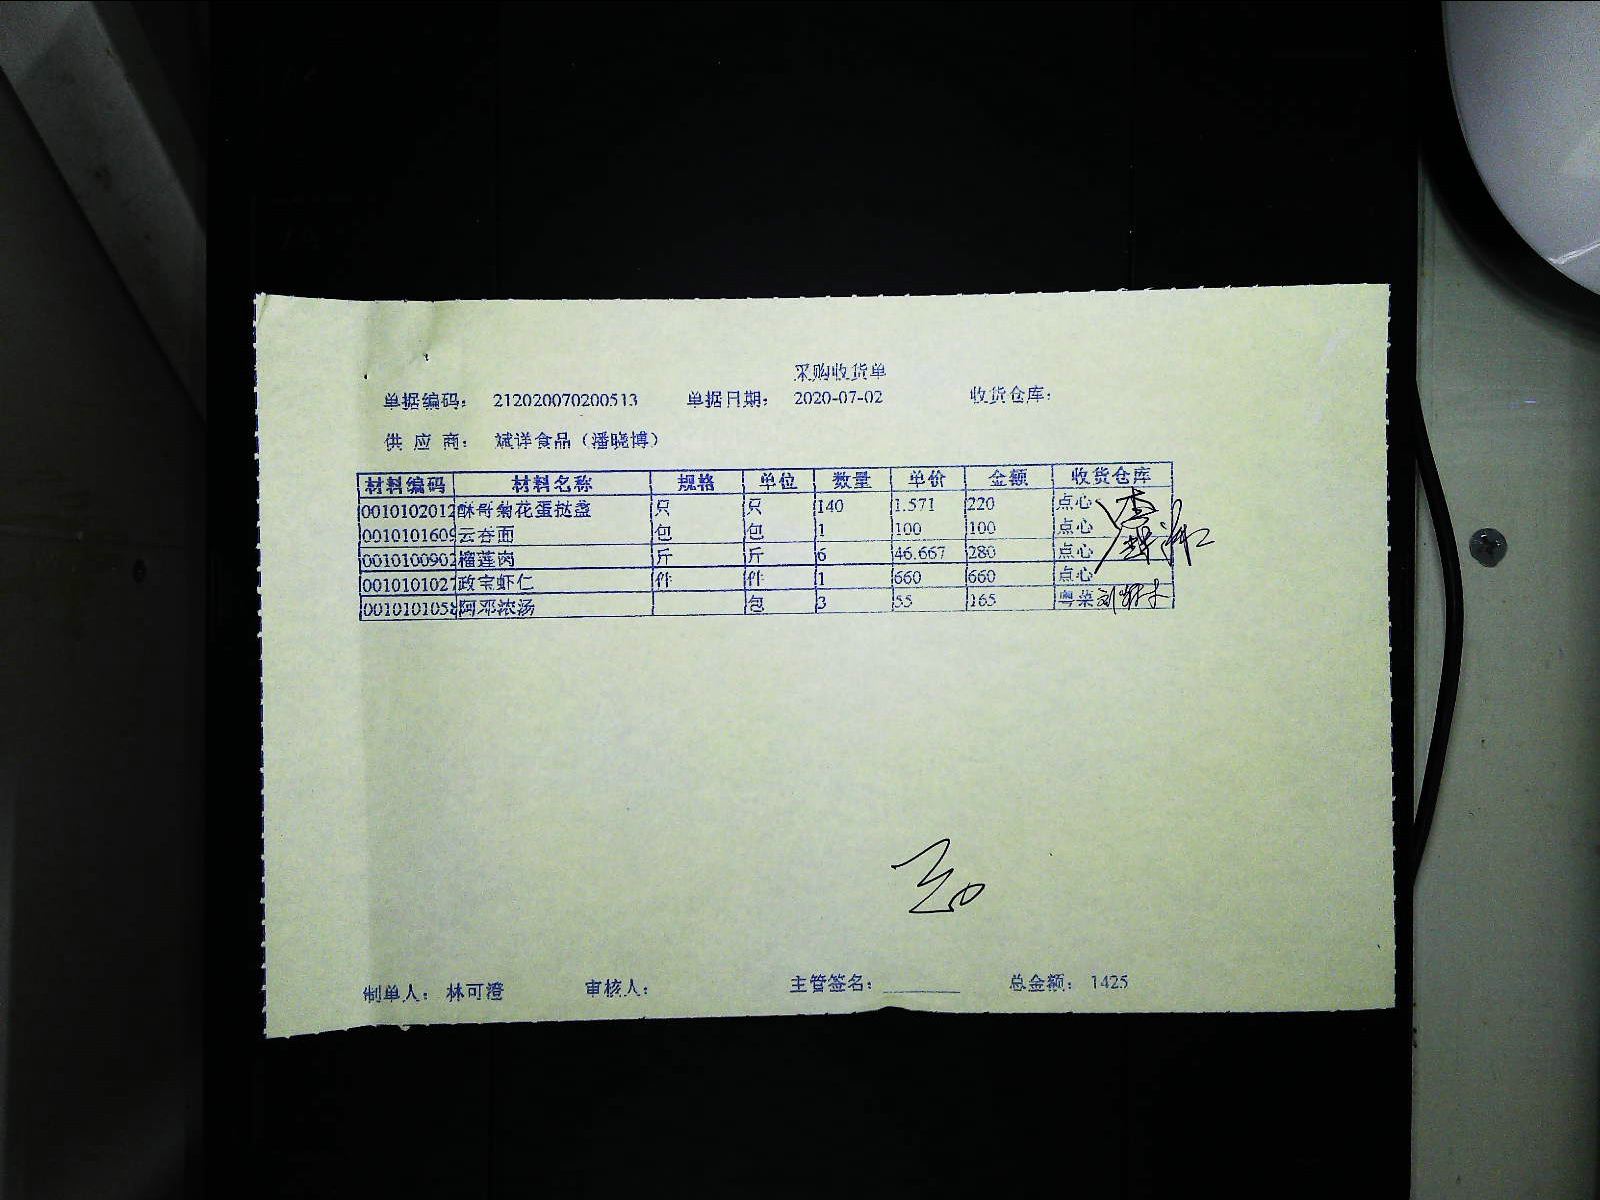 采购收货单
单据编码: 212020070200513 单据日期: 2020-07-02 收货仓库:
供 应 商: 斌详食品（潘晓博）
材料编码 材料名称 规格 单位 数量 单价 金额 收货仓库
0010102012 酥哥菊花蛋挞盏 只 只 140 1.571 220 点心
001010160 云吞面 包 包 1 100 100 点心
001010090 榴莲肉 斤 斤 6 46.667 280 点心
001010102 政宝虾仁 件 件 1 660 660 点心
001010105 阿邓浓汤 包 3 55 165 粤菜
制单人: 林可澄 审核人: 主管签名: 总金额: 1425